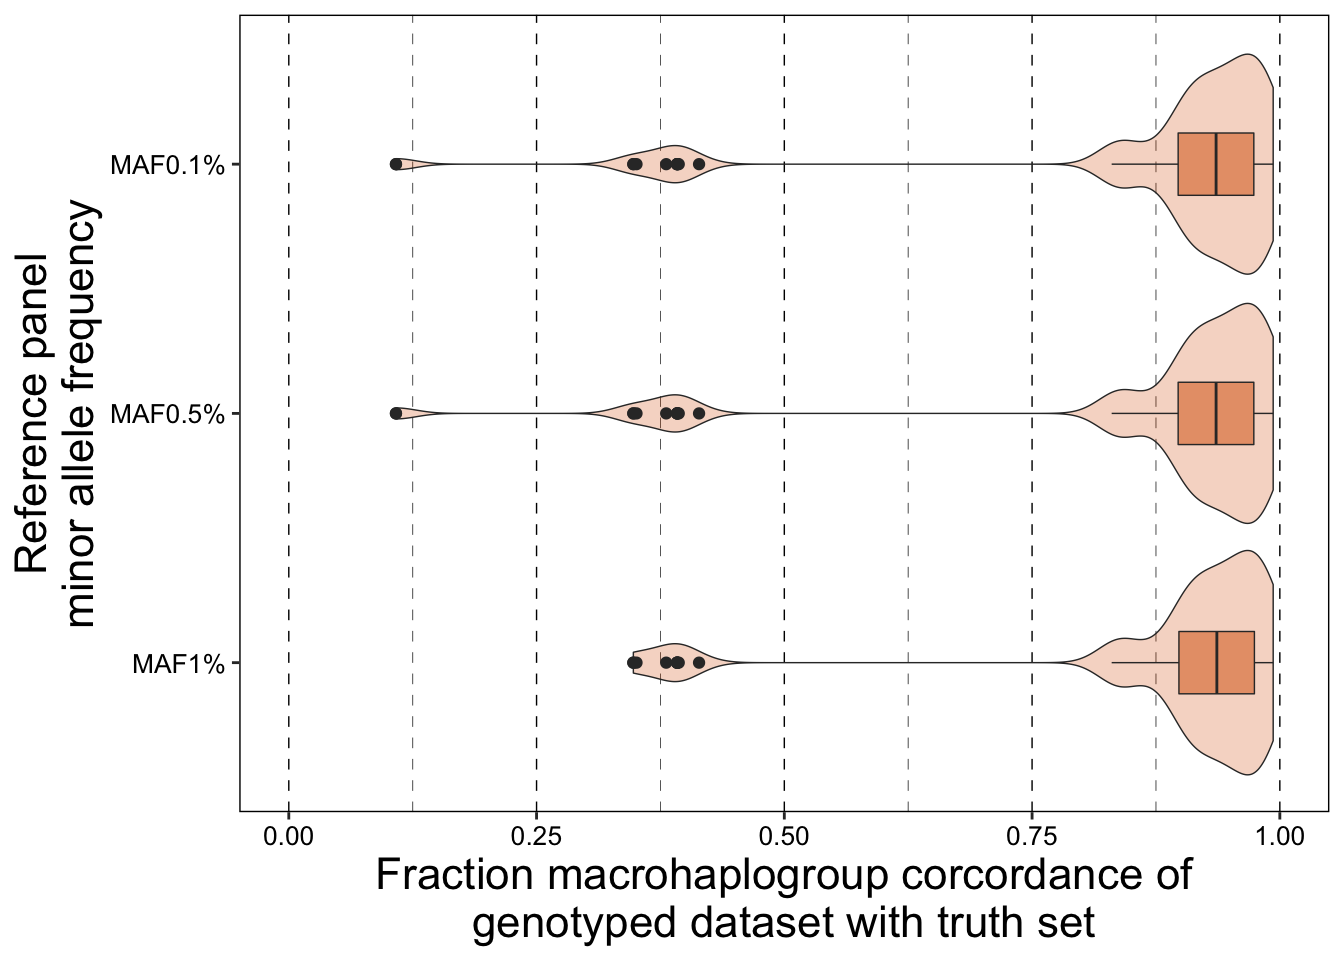 Reference panel
minor allele frequency
MAF0.1%
MAF0.5%
MAF1%
0.00 0.25 0.50 0.75 1.00
Fraction macrohaplogroup corcordance of
genotyped dataset with truth set